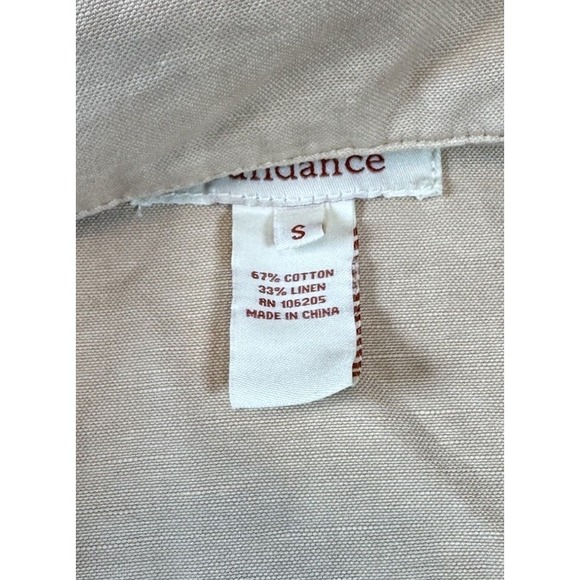 undance
S
67% COTTON
33% LINEN
RN 106205
MADE IN CHINA